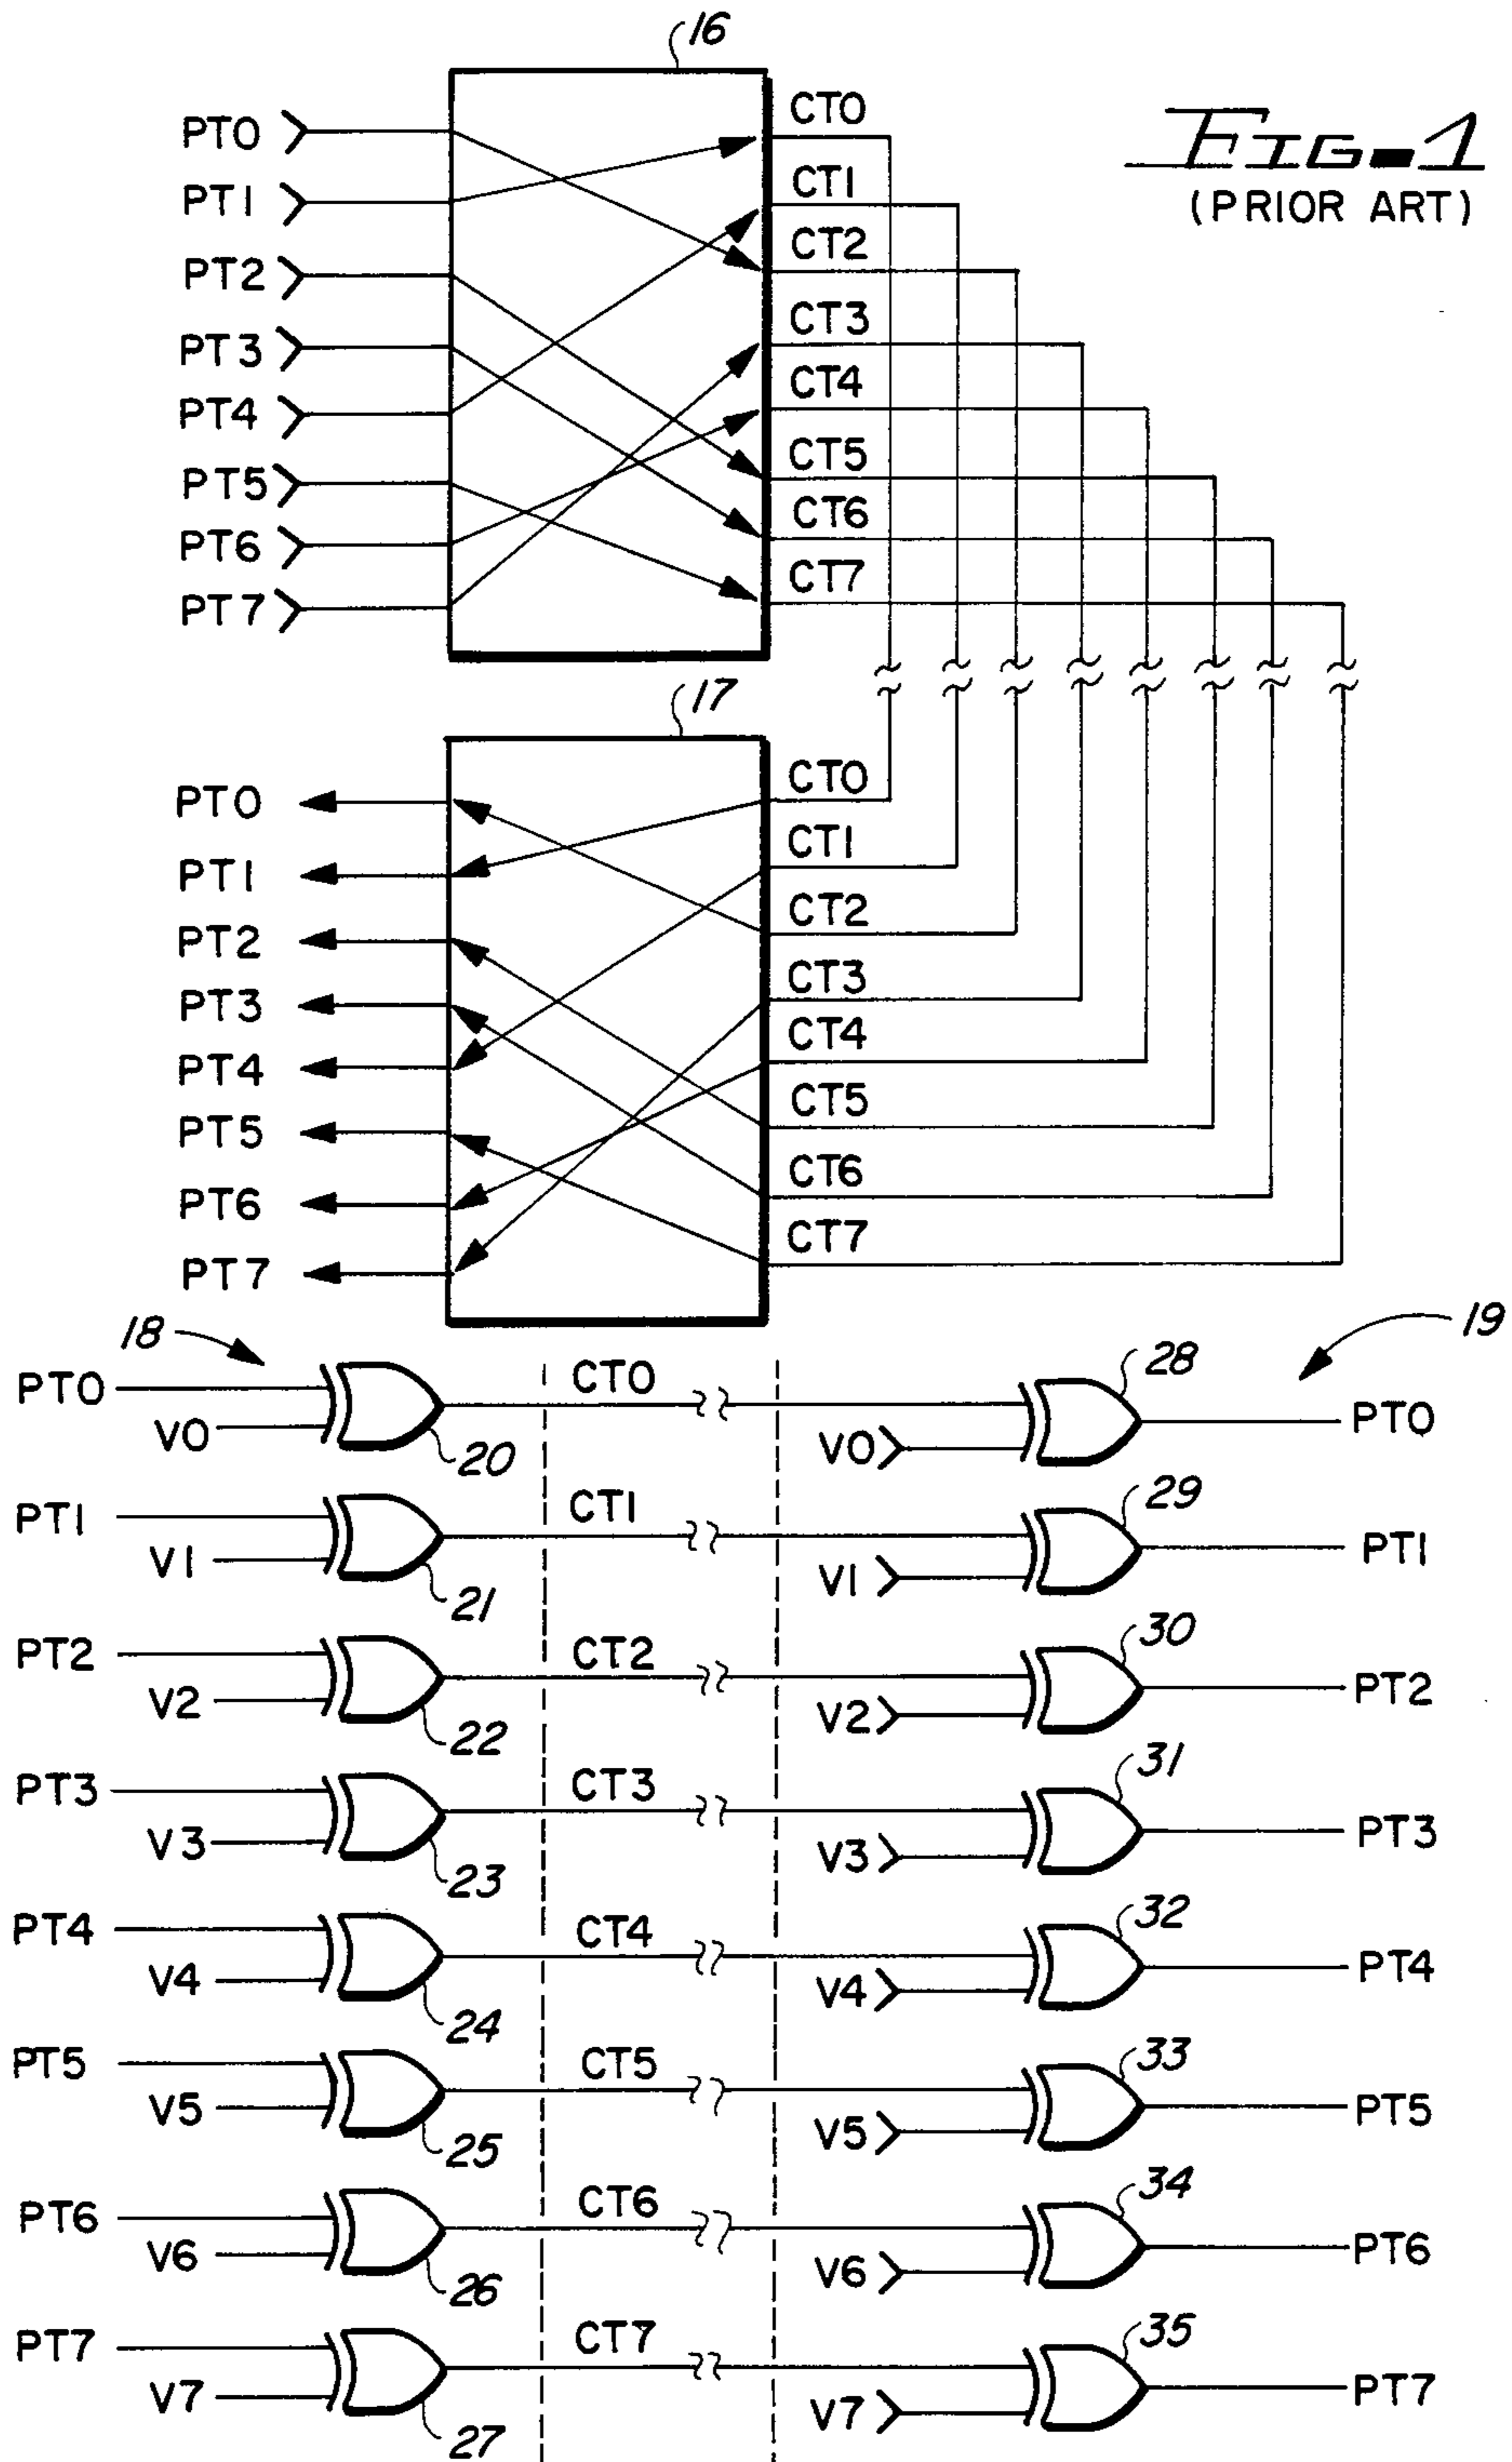 16
FIG-1
(PRIOR ART)
PT0
PT1
PT2
PT3
PT4
PT5
PT6
PT7
CT0
CT1
CT2
CT3
CT4
CT5
CT6
CT7
17
PT0
PT1
PT2
PT3
PT4
PT5
PT6
PT7
CT0
CT1
CT2
CT3
CT4
CT5
CT6
CT7
18
19
PT0
V0
20
CT0
V0
28
PT0
PT1
V1
21
CT1
V1
29
PT1
PT2
V2
22
CT2
V2
30
PT2
PT3
V3
23
CT3
V3
31
PT3
PT4
V4
24
CT4
V4
32
PT4
PT5
V5
25
CT5
V5
33
PT5
PT6
V6
26
CT6
V6
34
PT6
PT7
V7
27
CT7
V7
35
PT7